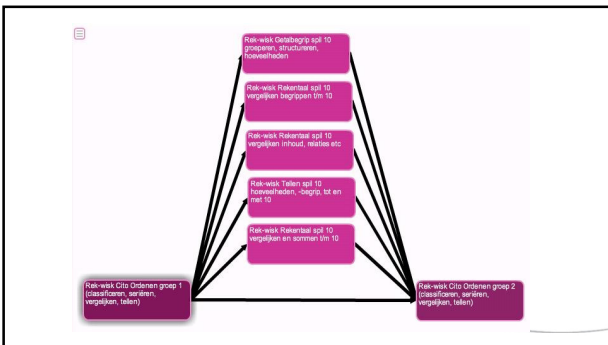 Rek-wisk Getalbegrip spil 10
groeperen, structureren,
hoeveelheden
Rek-wisk Rekentaal spil 10
vergelijken begrippen t/m 10
Rek-wisk Rekentaal spil 10
vergelijken inhoud, relaties etc
Rek-wisk Tellen spil 10
hoeveelheden, -begrip, tot en
met 10
Rek-wisk Rekentaal spil 10
vergelijken en sommen t/m 10
Rek-wisk Cito Ordenen groep 1
(classificeren, seriëren,
vergelijken, tellen)
Rek-wisk Cito Ordenen groep 2
(classificeren, seriëren,
vergelijken, tellen)